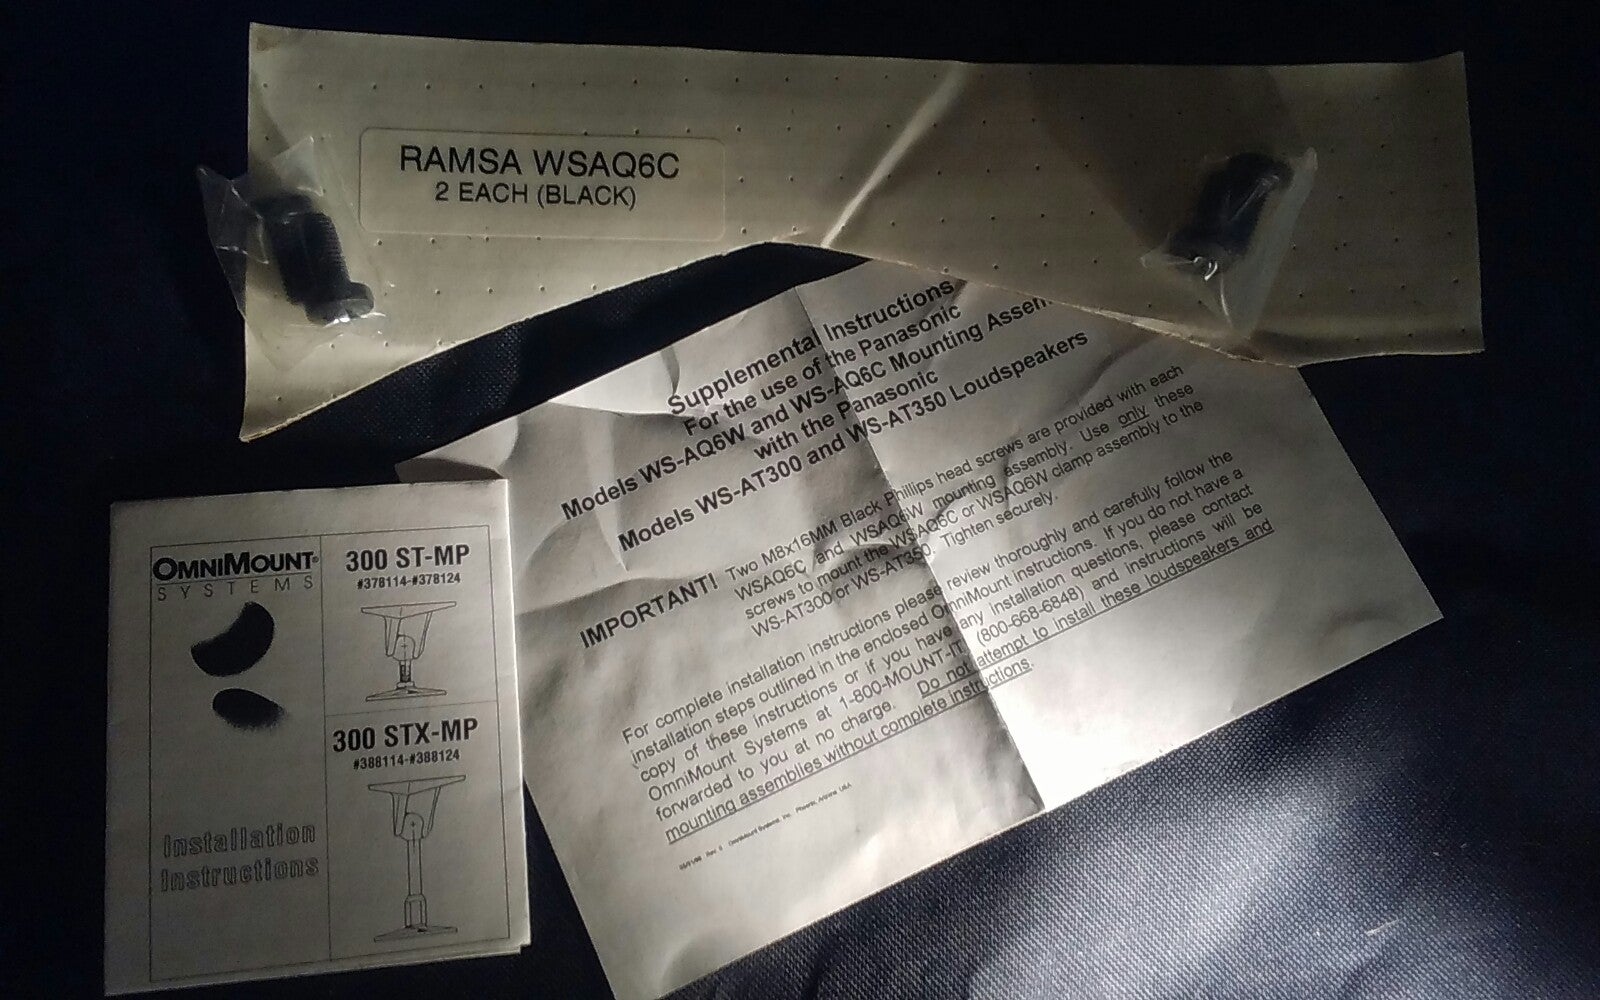 RAMSA WSAQ6C
2 EACH (BLACK)
Supplemental Instructions
For the use of the Panasonic
Models WS-AQ6W and WS-AQ6C Mounting Assem
with the Panasonic
Models WS-AT300 and WS-AT350 Loudspeakers
IMPORTANT! Two M8x16MM Black Phillips head screws are provided with each
WSAQ6C and WSAQ6W mounting assembly. Use only these
screws to mount the WSAQ6C or WSAQ6W clamp assembly to the
WS-AT300 or WS-AT350. Tighten securely.
For complete installation instructions please review thoroughly and carefully follow the
installation steps outlined in the enclosed OmniMount instructions. If you do not have a
copy of these instructions or if you have any installation questions, please contact
OmniMount Systems at 1-800-MOUNT-IT (800-668-6848) and instructions will be
forwarded to you at no charge. Do not attempt to install these loudspeakers and
mounting assemblies without complete instructions.
OmniMount Systems, Inc. Phoenix, Arizona USA
OMNIMOUNT®
SYSTEMS
300 ST-MP
#378114-#378124
300 STX-MP
#388114-#388124
Installation
Instructions